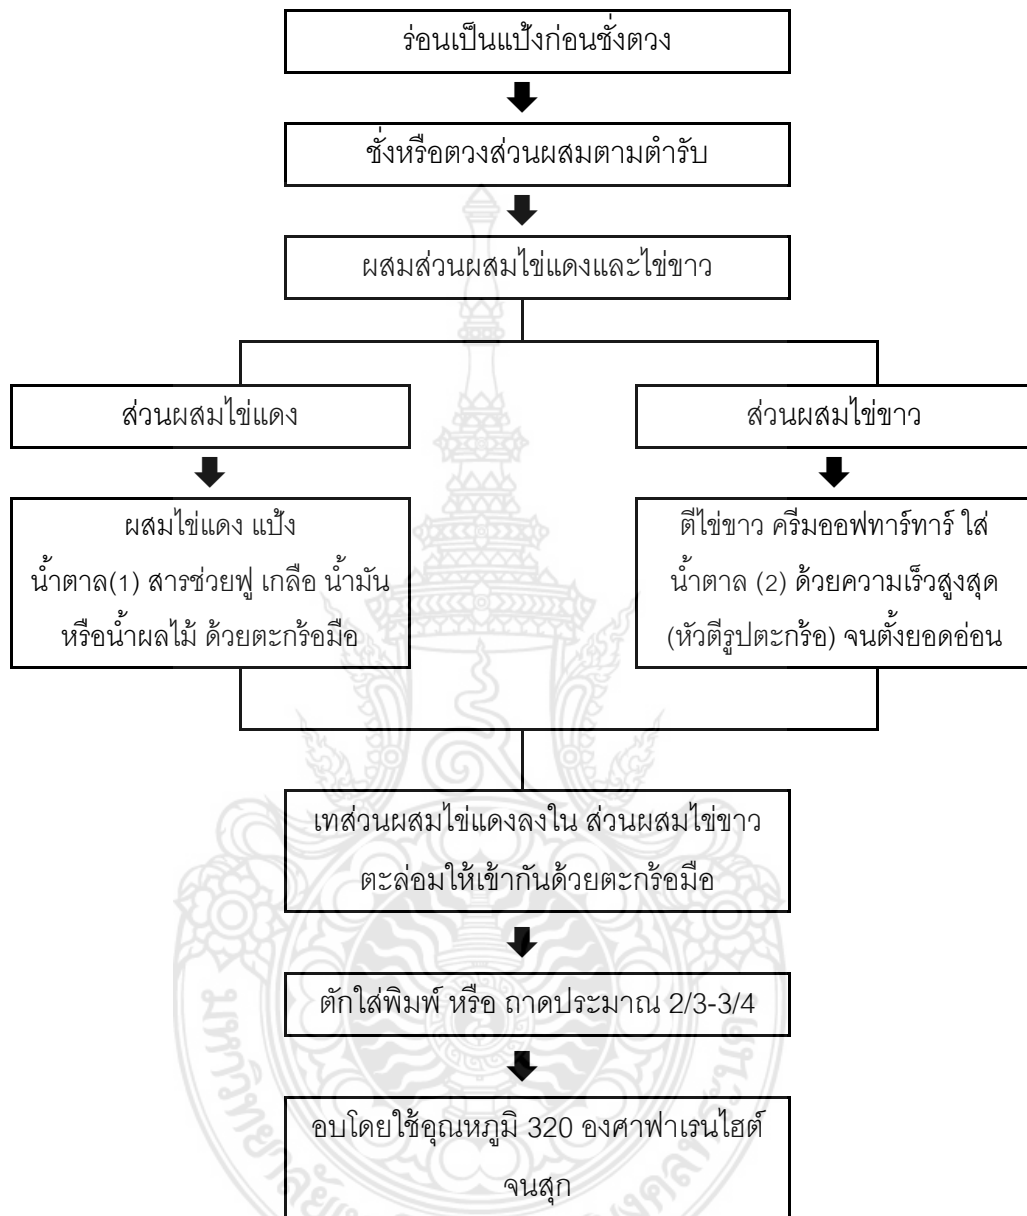 ร่อนเป็นแป้งก่อนชั่งตวง
ชั่งหรือตวงส่วนผสมตามตำรับ
ผสมส่วนผสมไข่แดงและไข่ขาว
ส่วนผสมไข่แดง
ผสมไข่แดง แป้ง
น้ำตาล(1) สารช่วยฟู เกลือ น้ำมัน
หรือน้ำผลไม้ ด้วยตะกร้อมือ
ส่วนผสมไข่ขาว
ตีไข่ขาว ครีมออฟทาร์ทาร์ ใส่
น้ำตาล (2) ด้วยความเร็วสูงสุด
(หัวตีรูปตะกร้อ) จนตั้งยอดอ่อน
เทส่วนผสมไข่แดงลงใน ส่วนผสมไข่ขาว
ตะล่อมให้เข้ากันด้วยตะกร้อมือ
ตักใส่พิมพ์ หรือ ถาดประมาณ 2/3-3/4
อบโดยใช้อุณหภูมิ 320 องศาฟาเรนไฮต์
จนสุก